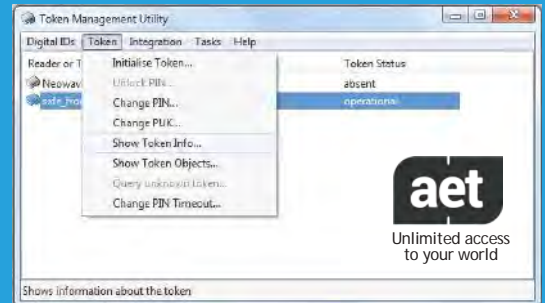 Token Management Utility
Digital IDs Token Integration Tasks Help
Reader or T
Token Status
Initialise Token...
Neowav
absent
Unlock PIN...
operational
Change PIN...
Change PUK...
Show Token Info...
Show Token Objects...
Query unknown token...
Change PIN Timeout...
aet
Unlimited access
to your world
Shows information about the token